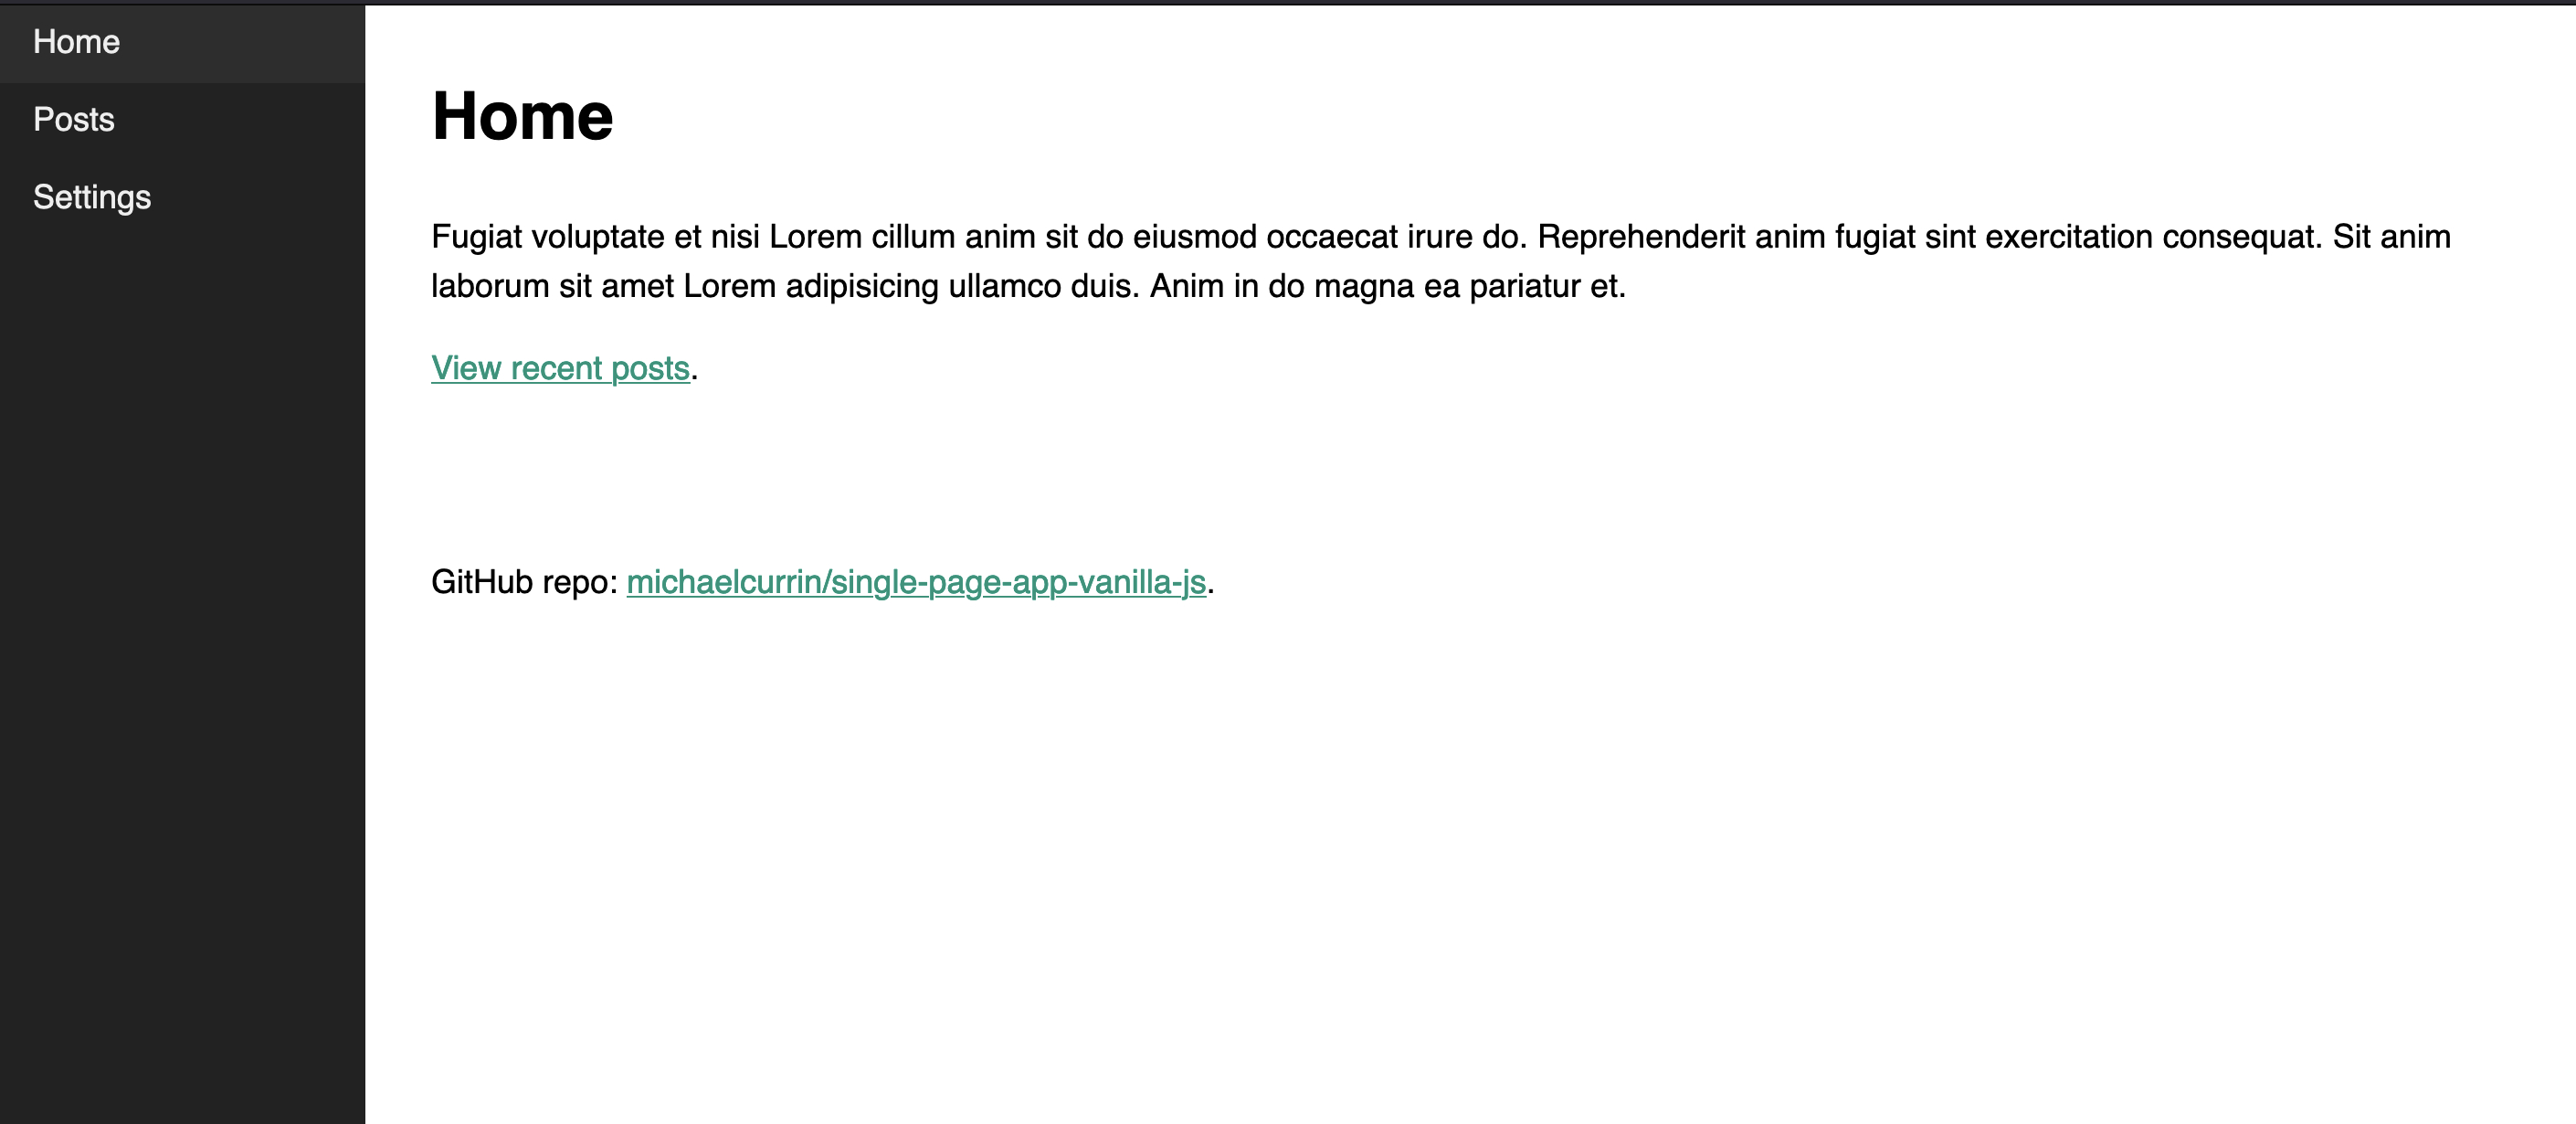 Home
Posts
Settings
Home
Fugiat voluptate et nisi Lorem cillum anim sit do eiusmod occaecat irure do. Reprehenderit anim fugiat sint exercitation consequat. Sit anim
laborum sit amet Lorem adipisicing ullamco duis. Anim in do magna ea pariatur et.
View recent posts.
GitHub repo: michaelcurrin/single-page-app-vanilla-js.